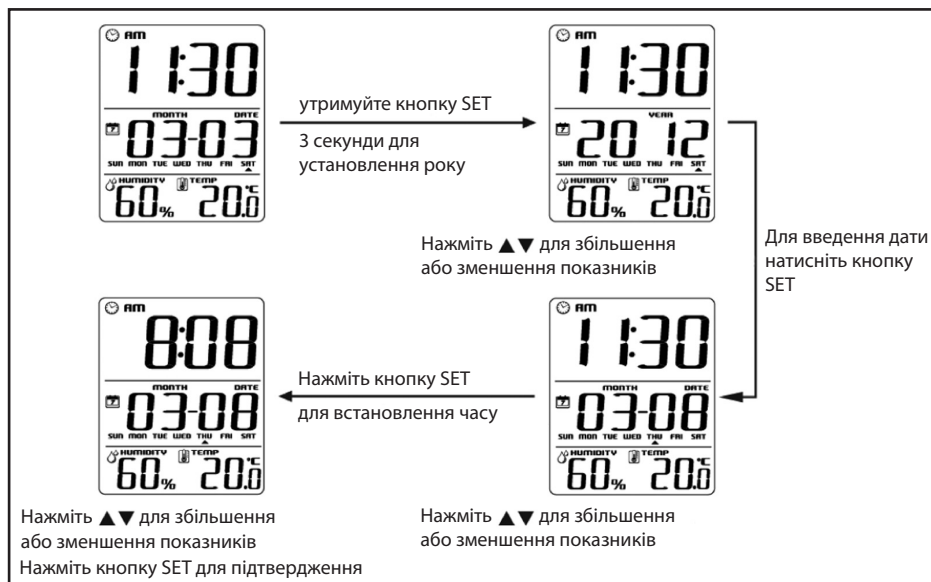 AM
11:30
MONTH DATE
7 03-03
SUN MON TUE WED THU FRI SAT
HUMIDITY TEMP
60% 20.0 °C
утримуйте кнопку SET
3 секунди для
установлення року
AM
11:30
YEAR
7 20 12
SUN MON TUE WED THU FRI SAT
HUMIDITY TEMP
60% 20.0 °C
Нажміть ▲▼ для збільшення
або зменшення показників
Для введення дати
натисніть кнопку
SET
AM
11:30
MONTH DATE
7 03-08
SUN MON TUE WED THU FRI SAT
HUMIDITY TEMP
60% 20.0 °C
Нажміть ▲▼ для збільшення
або зменшення показників
Нажміть кнопку SET
для встановлення часу
AM
8:08
MONTH DATE
7 03-08
SUN MON TUE WED THU FRI SAT
HUMIDITY TEMP
60% 20.0 °C
Нажміть ▲▼ для збільшення
або зменшення показників
Нажміть кнопку SET для підтвердження